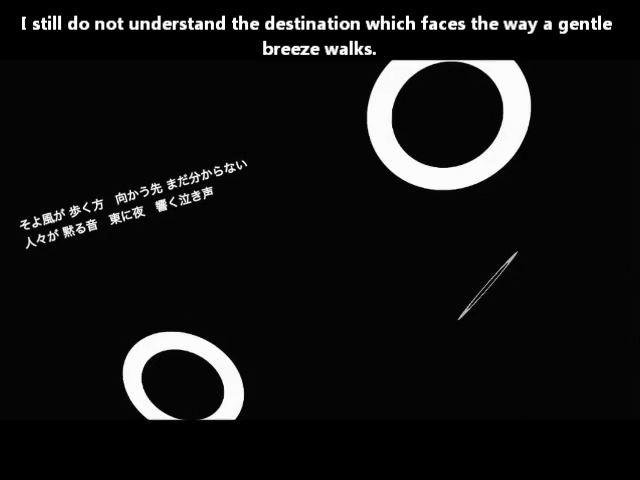 I still do not understand the destination which faces the way a gentle
breeze walks.
そよ風が 歩く方　向かう先 まだ分からない
人々が 黙る音　東に夜　響く泣き声